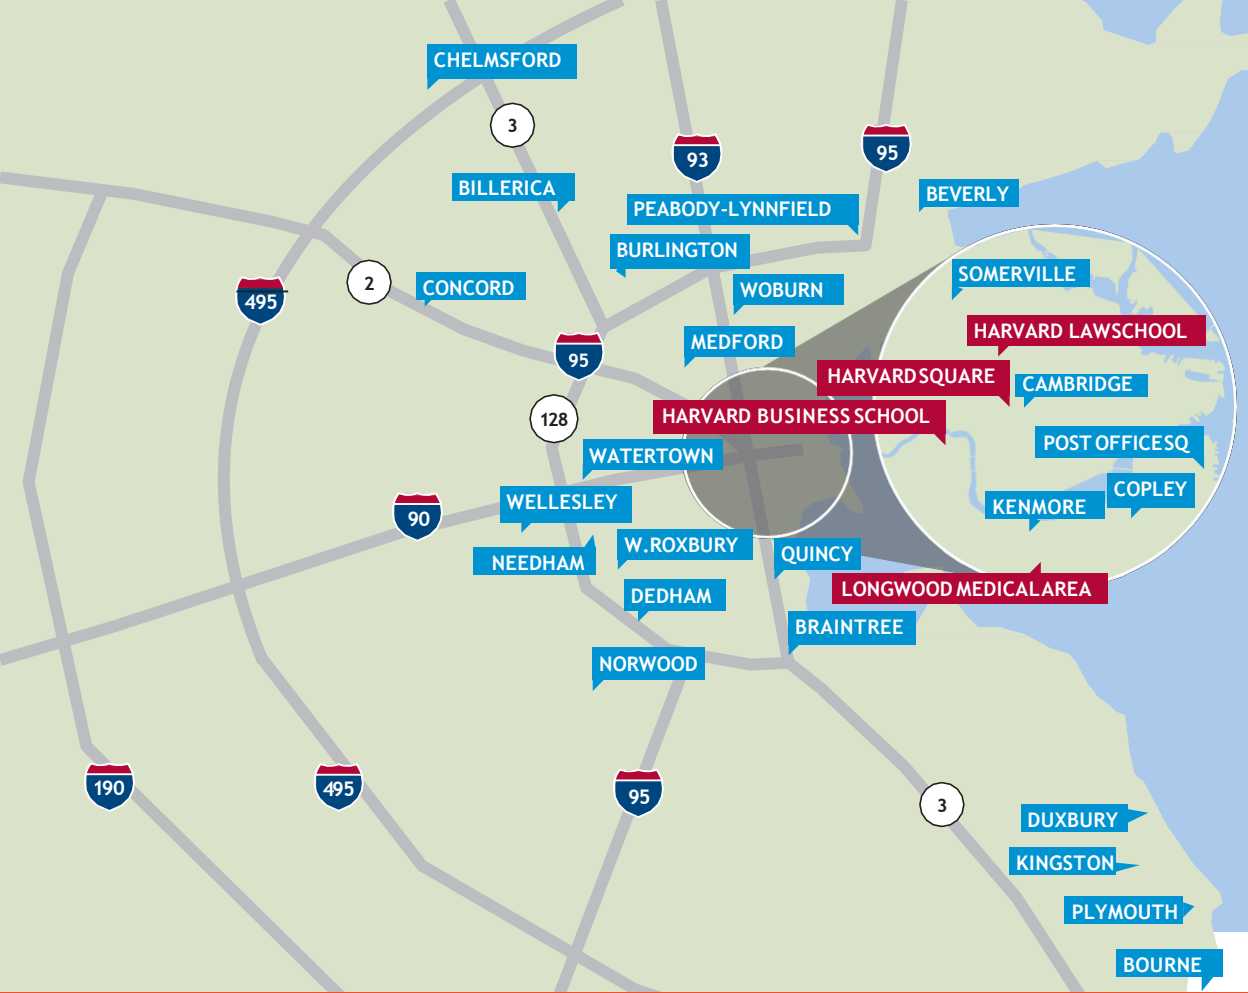 CHELMSFORD
3
93
95
BILLERICA
PEABODY-LYNNFIELD
BEVERLY
BURLINGTON
SOMERVILLE
2
CONCORD
WOBURN
495
HARVARD LAWSCHOOL
MEDFORD
95
HARVARDSQUARE
CAMBRIDGE
128
HARVARD BUSINESS SCHOOL
POST OFFICESQ
WATERTOWN
COPLEY
WELLESLEY
KENMORE
90
W.ROXBURY
QUINCY
NEEDHAM
LONGWOOD MEDICALAREA
DEDHAM
BRAINTREE
NORWOOD
190
495
95
3
DUXBURY
KINGSTON
PLYMOUTH
BOURNE